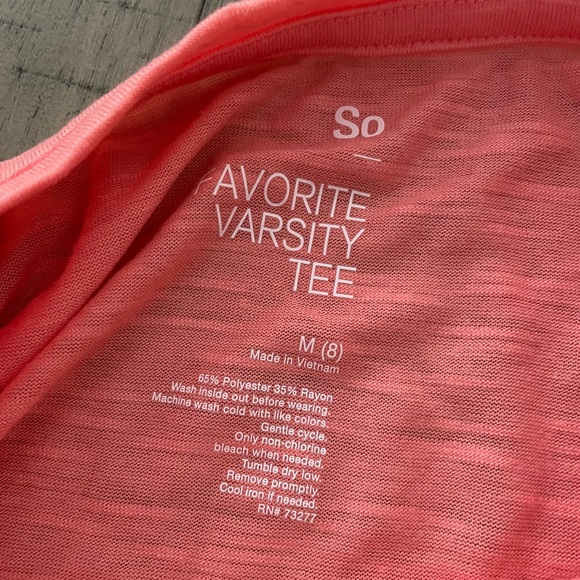 So
FAVORITE
VARSITY
TEE
M (8)
Made in Vietnam
65% Polyester 35% Rayon
Wash inside out before wearing.
Machine wash cold with like colors.
Gentle cycle.
Only non-chlorine
bleach when needed.
Tumble dry low.
Remove promptly.
Cool iron if needed.
RN# 73277